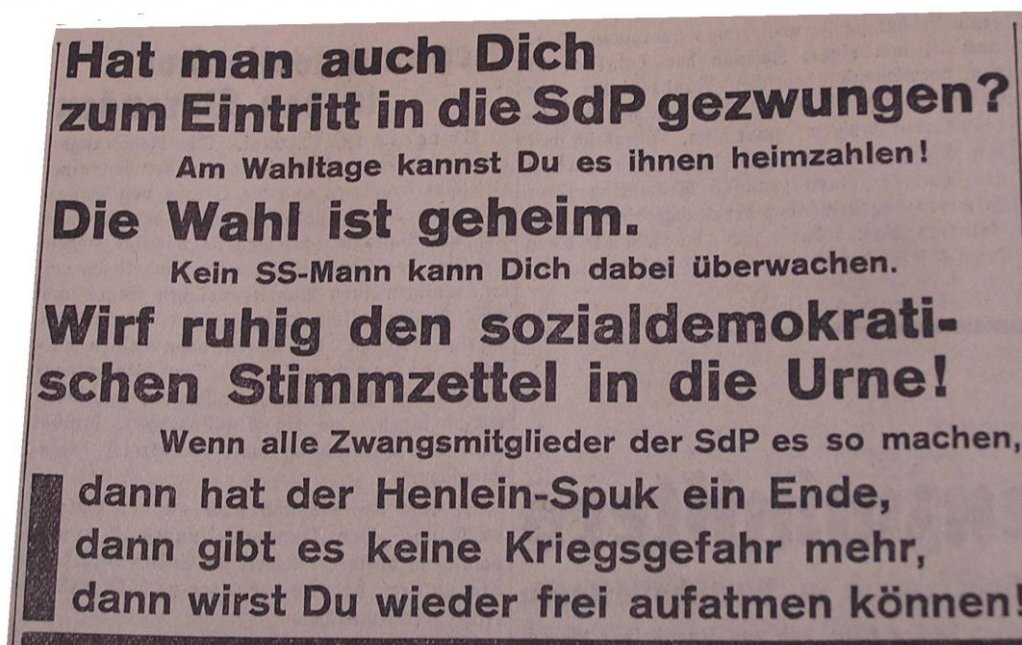 Hat man auch Dich
zum Eintritt in die SdP gezwungen?
Am Wahltage kannst Du es ihnen heimzahlen!
Die Wahl ist geheim.
Kein SS-Mann kann Dich dabei überwachen.
Wirf ruhig den sozialdemokrati-
schen Stimmzettel in die Urne!
Wenn alle Zwangsmitglieder der SdP es so machen,
dann hat der Henlein-Spuk ein Ende,
dann gibt es keine Kriegsgefahr mehr,
dann wirst Du wieder frei aufatmen können!